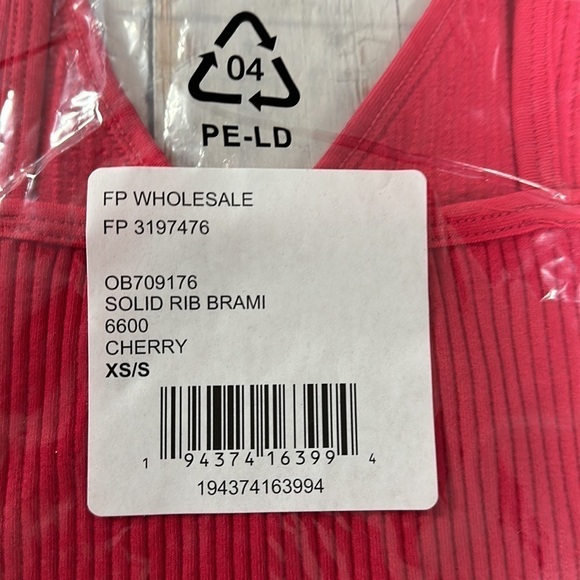 04
PE-LD
FP WHOLESALE
FP 3197476
OB709176
SOLID RIB BRAMI
6600
CHERRY
XS/S
1 94374 16399 4
194374163994